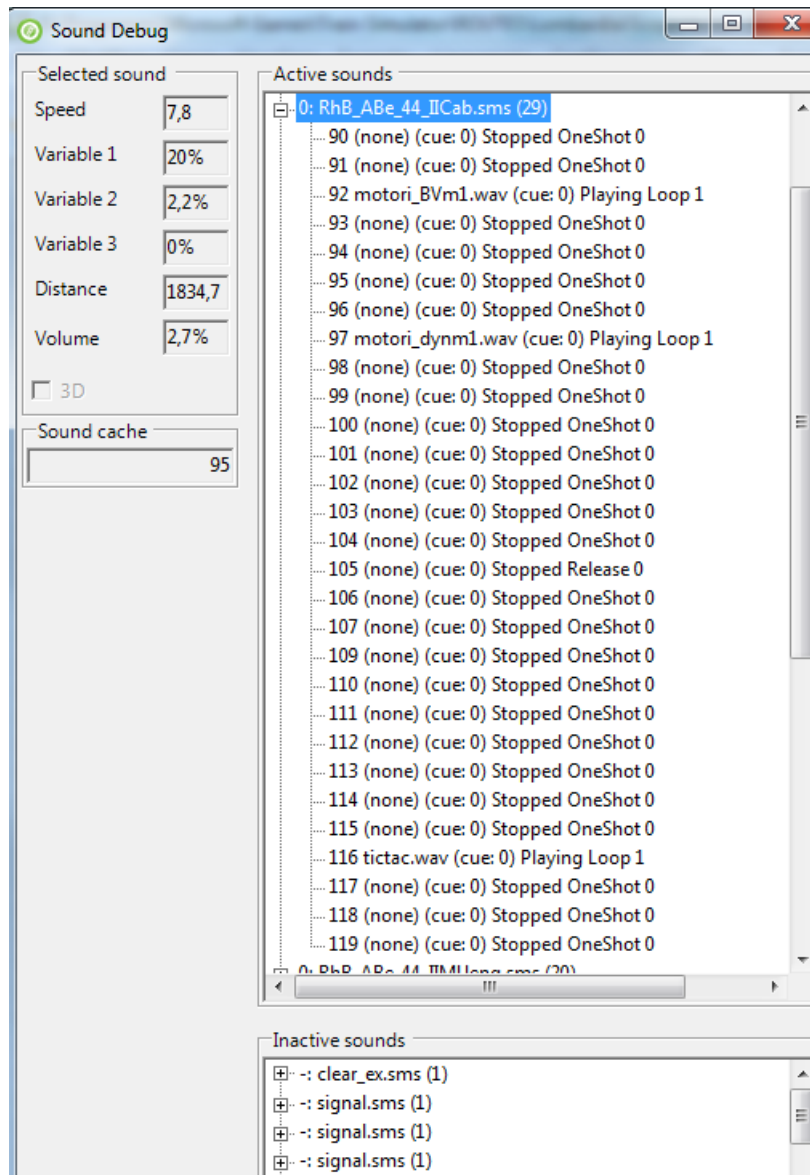 Sound Debug
Selected sound
Speed 7,8
Variable 1 20%
Variable 2 2,2%
Variable 3 0%
Distance 1834,7
Volume 2,7%
3D
Sound cache
95
Active sounds
0: RhB_ABe_44_IICab.sms (29)
90 (none) (cue: 0) Stopped OneShot 0
91 (none) (cue: 0) Stopped OneShot 0
92 motori_BVm1.wav (cue: 0) Playing Loop 1
93 (none) (cue: 0) Stopped OneShot 0
94 (none) (cue: 0) Stopped OneShot 0
95 (none) (cue: 0) Stopped OneShot 0
96 (none) (cue: 0) Stopped OneShot 0
97 motori_dynm1.wav (cue: 0) Playing Loop 1
98 (none) (cue: 0) Stopped OneShot 0
99 (none) (cue: 0) Stopped OneShot 0
100 (none) (cue: 0) Stopped OneShot 0
101 (none) (cue: 0) Stopped OneShot 0
102 (none) (cue: 0) Stopped OneShot 0
103 (none) (cue: 0) Stopped OneShot 0
104 (none) (cue: 0) Stopped OneShot 0
105 (none) (cue: 0) Stopped Release 0
106 (none) (cue: 0) Stopped OneShot 0
107 (none) (cue: 0) Stopped OneShot 0
109 (none) (cue: 0) Stopped OneShot 0
110 (none) (cue: 0) Stopped OneShot 0
111 (none) (cue: 0) Stopped OneShot 0
112 (none) (cue: 0) Stopped OneShot 0
113 (none) (cue: 0) Stopped OneShot 0
114 (none) (cue: 0) Stopped OneShot 0
115 (none) (cue: 0) Stopped OneShot 0
116 tictac.wav (cue: 0) Playing Loop 1
117 (none) (cue: 0) Stopped OneShot 0
118 (none) (cue: 0) Stopped OneShot 0
119 (none) (cue: 0) Stopped OneShot 0
0: RhB_ABe_44_IIMUeng.sms (20)
Inactive sounds
-: clear_ex.sms (1)
-: signal.sms (1)
-: signal.sms (1)
-: signal.sms (1)